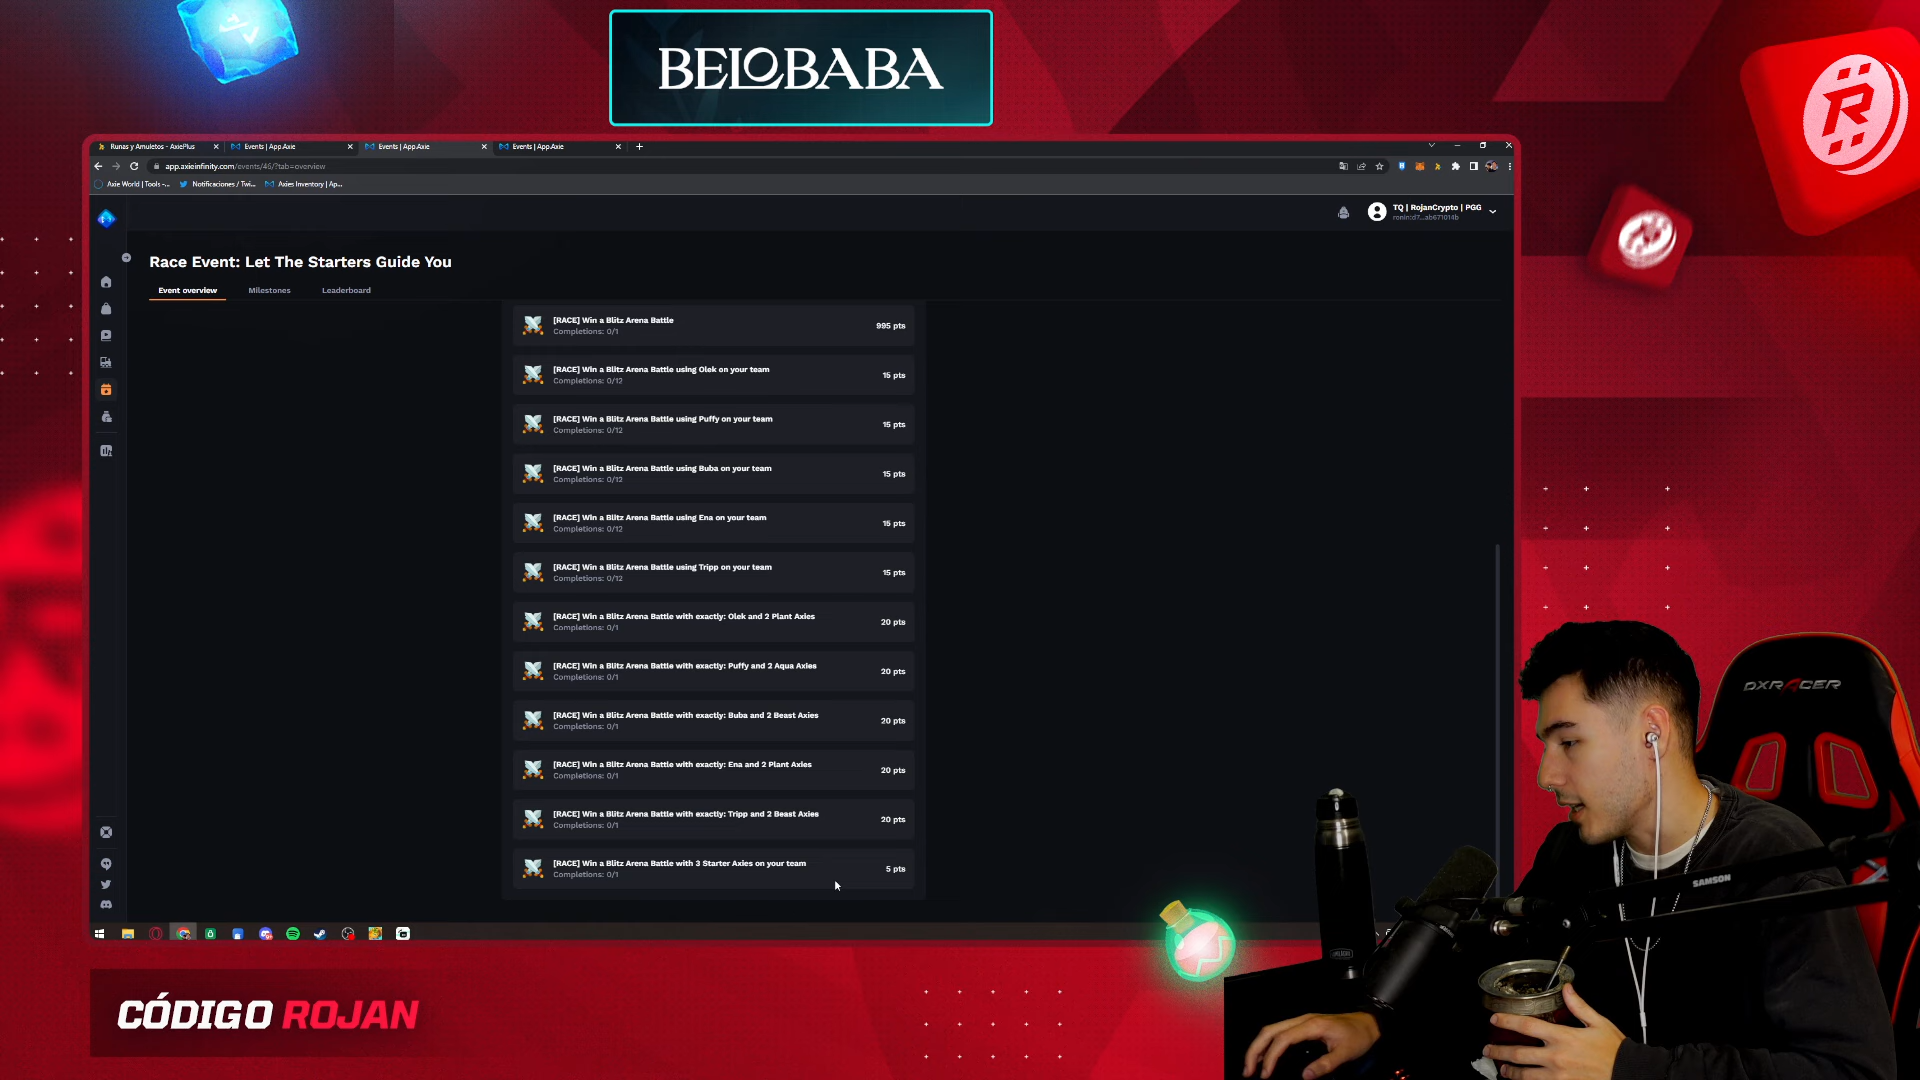 BELOBABA
Runas y Amuletos - AxiePlus
Events | App.Axie
Events | App.Axie
Events | App.Axie
app.axieinfinity.com/events/46/?tab=overview
Axie World | Tools -...
Notificaciones / Twi...
Axies Inventory | Ap...
TQ | RojanCrypto | PGG
ronin:d7...ab671014b
Race Event: Let The Starters Guide You
Event overview
Milestones
Leaderboard
[RACE] Win a Blitz Arena Battle
Completions: 0/1
995 pts
[RACE] Win a Blitz Arena Battle using Olek on your team
Completions: 0/12
15 pts
[RACE] Win a Blitz Arena Battle using Puffy on your team
Completions: 0/12
15 pts
[RACE] Win a Blitz Arena Battle using Buba on your team
Completions: 0/12
15 pts
[RACE] Win a Blitz Arena Battle using Ena on your team
Completions: 0/12
15 pts
[RACE] Win a Blitz Arena Battle using Tripp on your team
Completions: 0/12
15 pts
[RACE] Win a Blitz Arena Battle with exactly: Olek and 2 Plant Axies
Completions: 0/1
20 pts
[RACE] Win a Blitz Arena Battle with exactly: Puffy and 2 Aqua Axies
Completions: 0/1
20 pts
[RACE] Win a Blitz Arena Battle with exactly: Buba and 2 Beast Axies
Completions: 0/1
20 pts
[RACE] Win a Blitz Arena Battle with exactly: Ena and 2 Plant Axies
Completions: 0/1
20 pts
[RACE] Win a Blitz Arena Battle with exactly: Tripp and 2 Beast Axies
Completions: 0/1
20 pts
[RACE] Win a Blitz Arena Battle with 3 Starter Axies on your team
Completions: 0/1
5 pts
DXRACER
SAMSON
CÓDIGO ROJAN